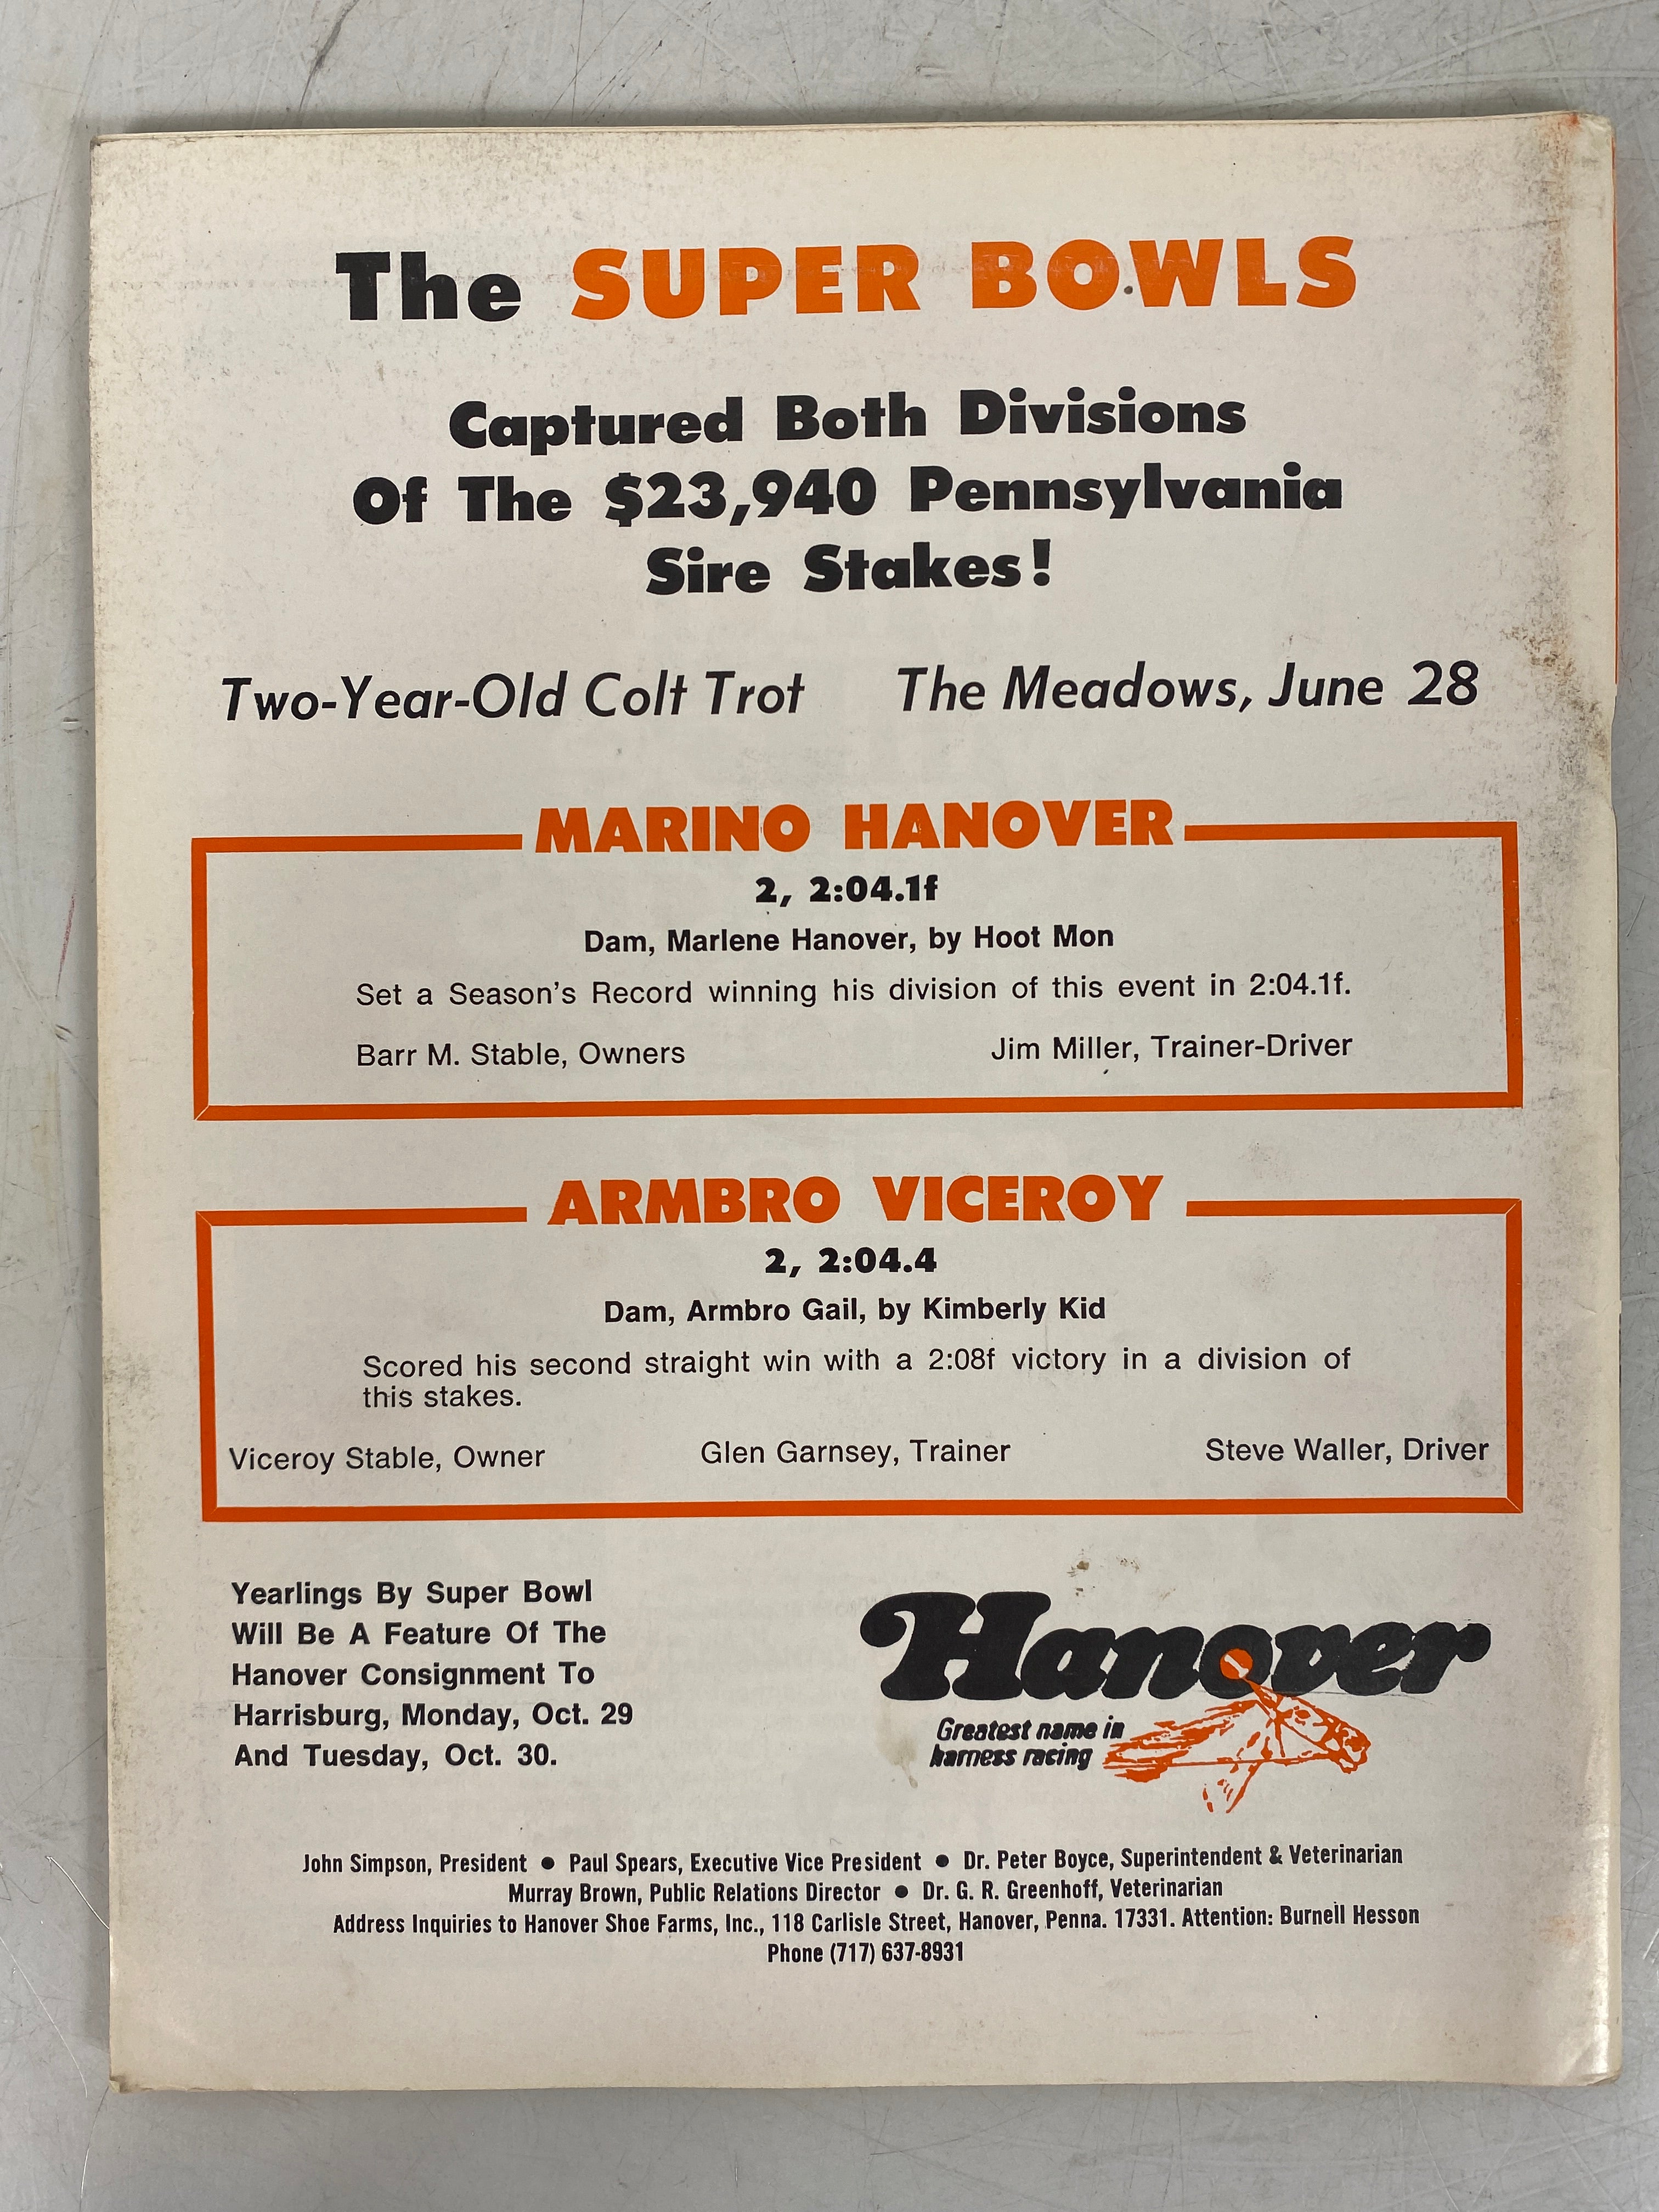 The SUPER BOWLS
Captured Both Divisions
Of The $23,940 Pennsylvania
Sire Stakes!
Two-Year-Old Colt Trot The Meadows, June 28
MARINO HANOVER
2, 2:04.1f
Dam, Marlene Hanover, by Hoot Mon
Set a Season's Record winning his division of this event in 2:04.1f.
Barr M. Stable, Owners Jim Miller, Trainer-Driver
ARMBRO VICEROY
2, 2:04.4
Dam, Armbro Gail, by Kimberly Kid
Scored his second straight win with a 2:08f victory in a division of
this stakes.
Viceroy Stable, Owner Glen Garnsey, Trainer Steve Waller, Driver
Yearlings By Super Bowl
Will Be A Feature Of The
Hanover Consignment To
Harrisburg, Monday, Oct. 29
And Tuesday, Oct. 30.
Hanover
Greatest name in
harness racing
John Simpson, President ● Paul Spears, Executive Vice President ● Dr. Peter Boyce, Superintendent & Veterinarian
Murray Brown, Public Relations Director ● Dr. G. R. Greenhoff, Veterinarian
Address Inquiries to Hanover Shoe Farms, Inc., 118 Carlisle Street, Hanover, Penna. 17331. Attention: Burnell Hesson
Phone (717) 637-8931